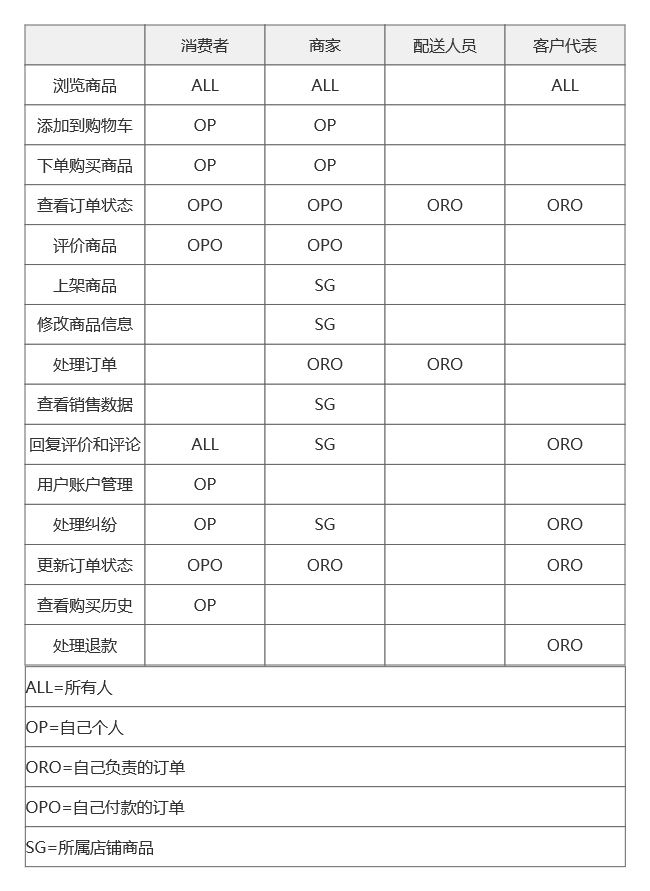 消费者 商家 配送人员 客户代表
浏览商品 ALL ALL ALL
添加到购物车 OP OP
下单购买商品 OP OP
查看订单状态 OPO OPO ORO ORO
评价商品 OPO OPO
上架商品 SG
修改商品信息 SG
处理订单 ORO ORO
查看销售数据 SG
回复评价和评论 ALL SG ORO
用户账户管理 OP
处理纠纷 OP SG ORO
更新订单状态 OPO ORO ORO
查看购买历史 OP
处理退款 ORO
ALL=所有人
OP=自己个人
ORO=自己负责的订单
OPO=自己付款的订单
SG=所属店铺商品